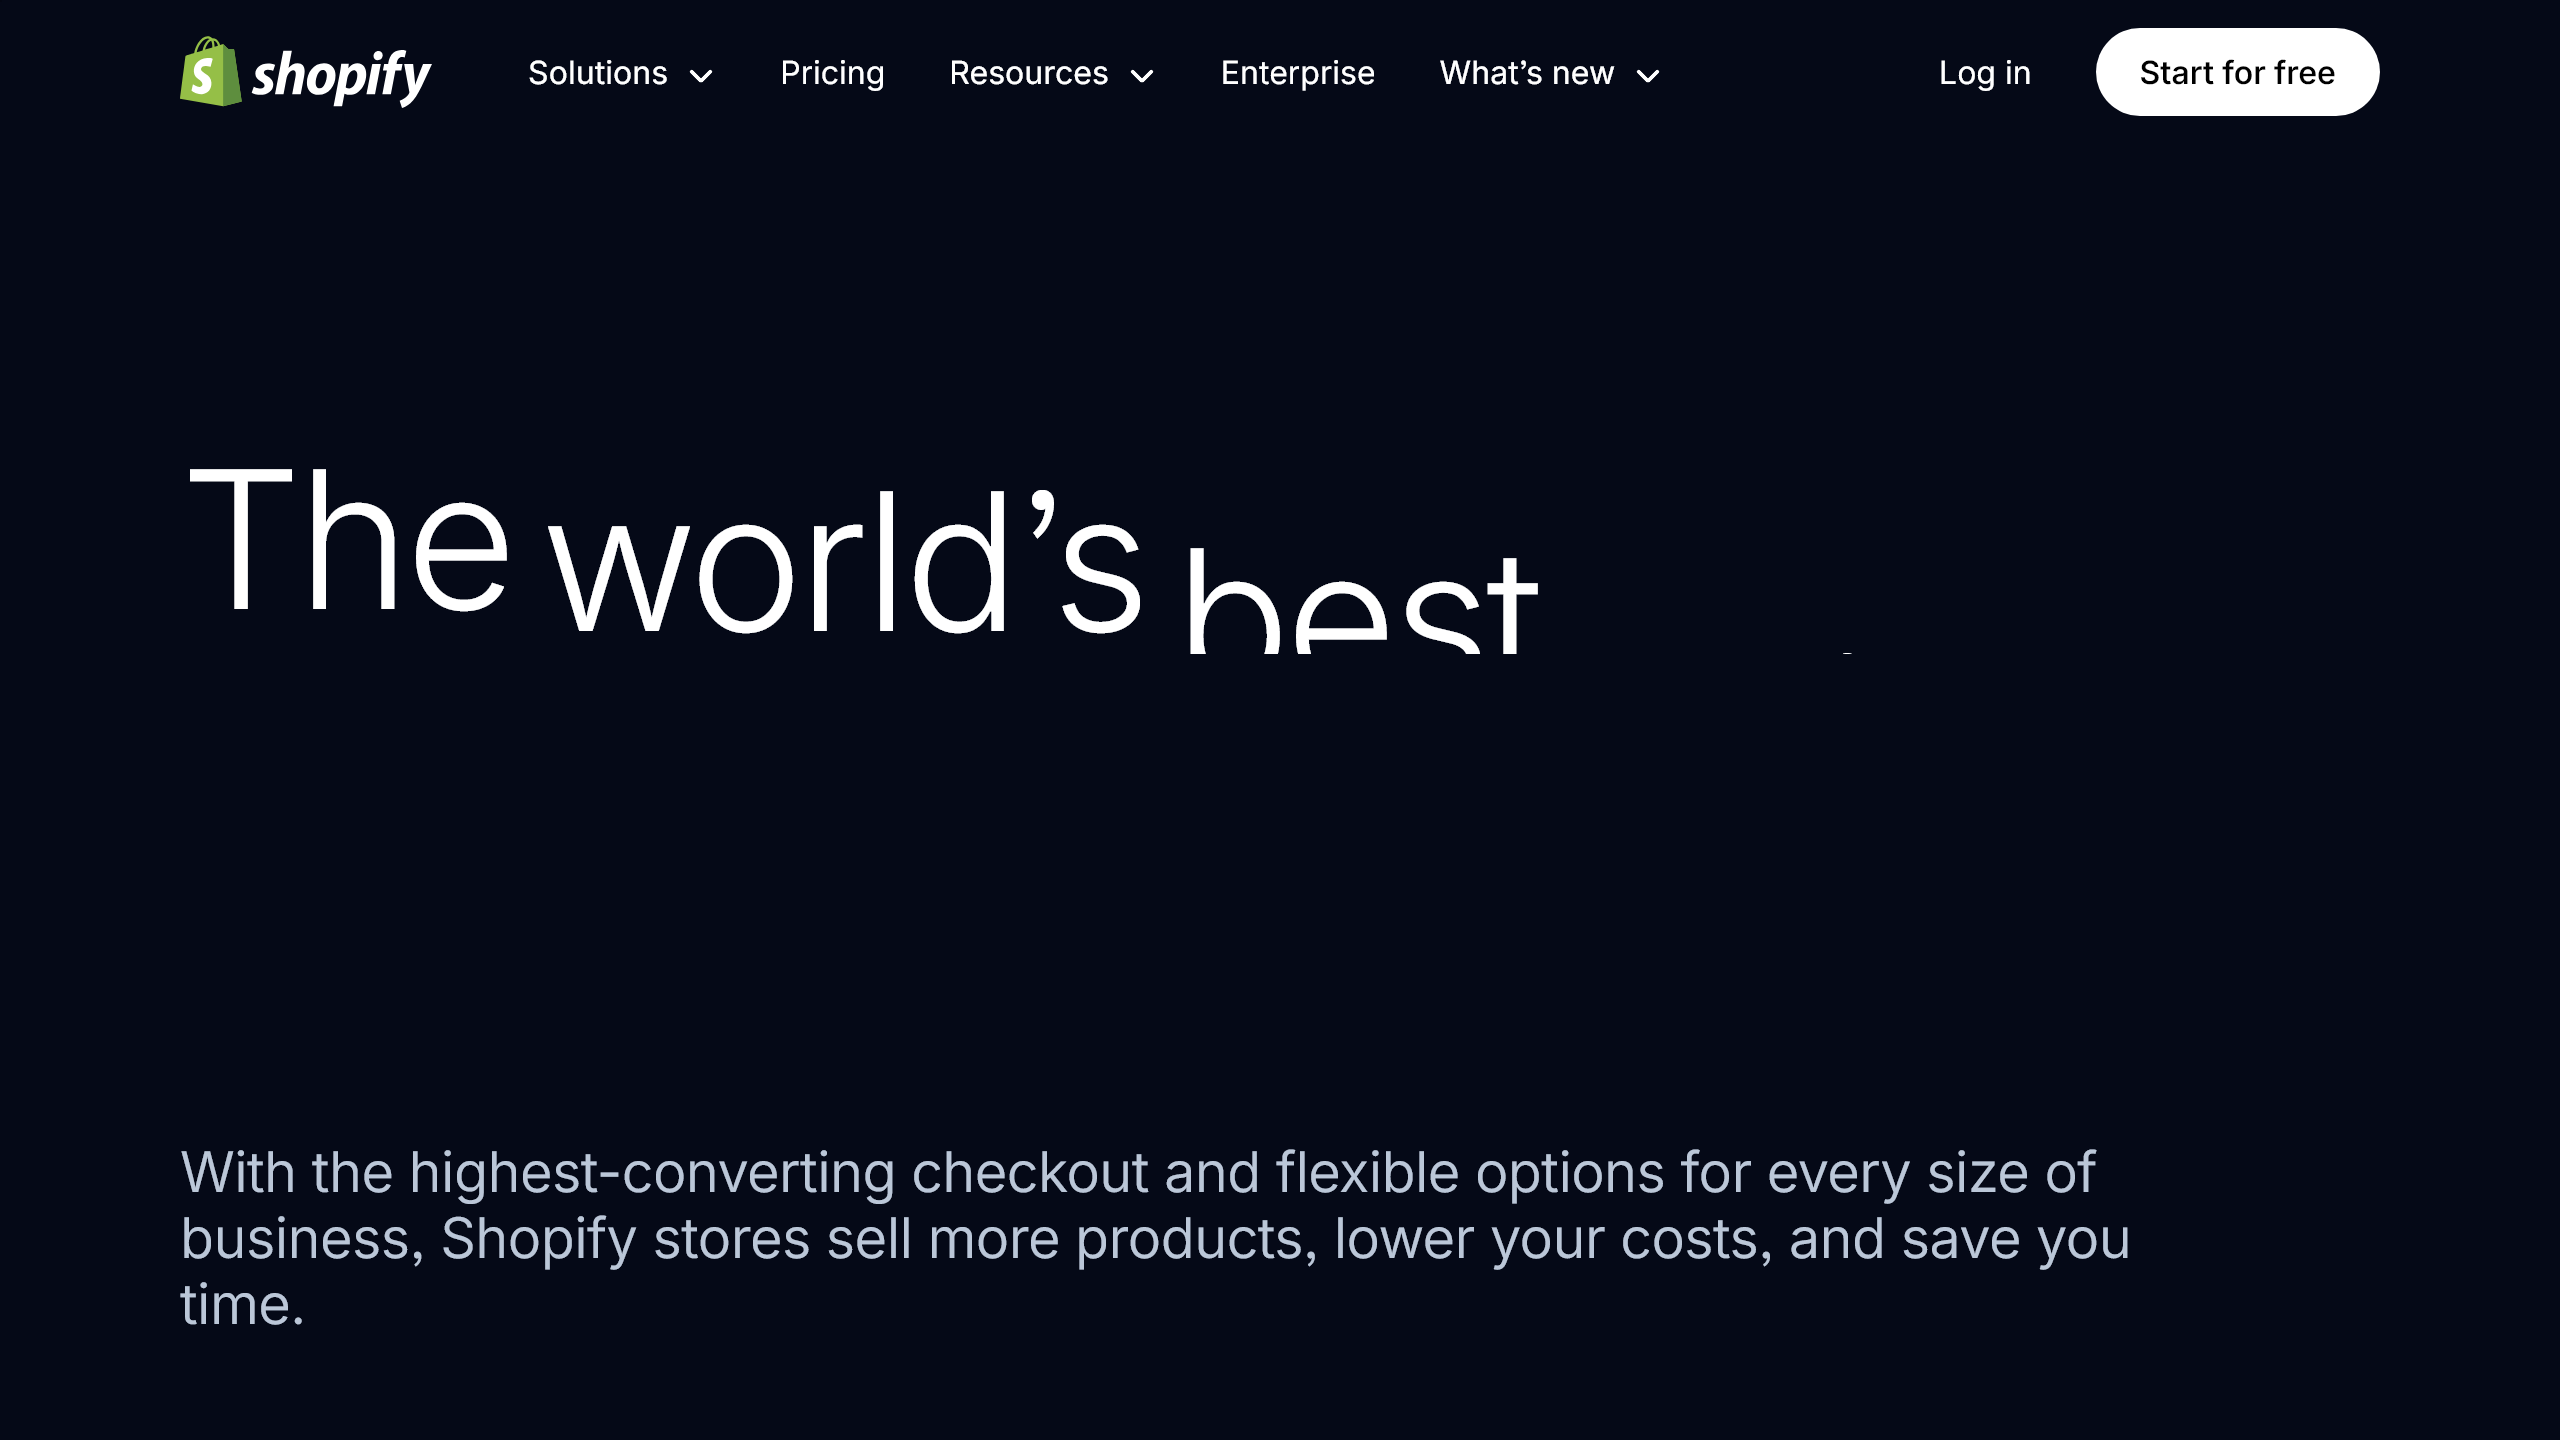 shopify
Solutions
Pricing
Resources
Enterprise
What’s new
Log in
Start for free
The world’s best
With the highest-converting checkout and flexible options for every size of
business, Shopify stores sell more products, lower your costs, and save you
time.